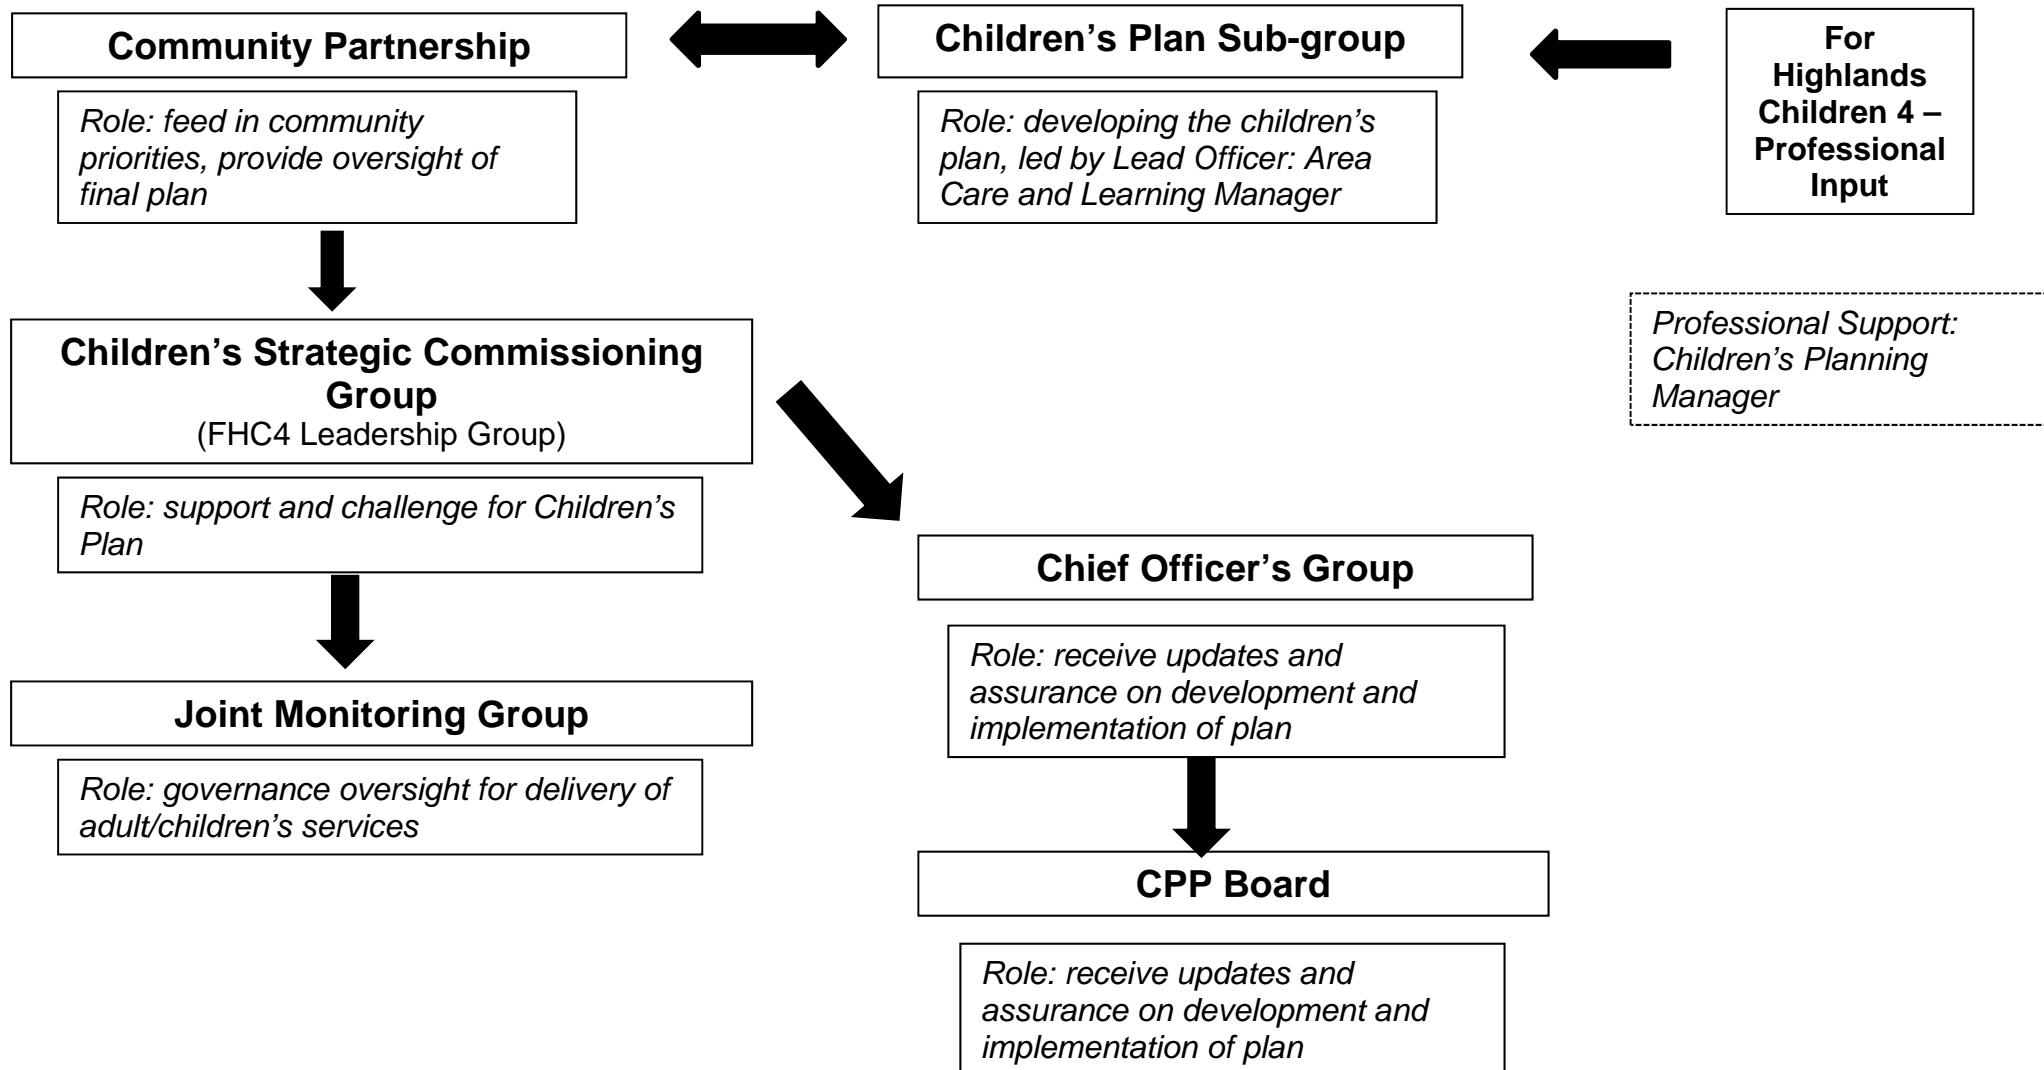 Community Partnership
Role: feed in community
priorities, provide oversight of
final plan
Children’s Plan Sub-group
Role: developing the children’s
plan, led by Lead Officer: Area
Care and Learning Manager
For
Highlands
Children 4 –
Professional
Input
Professional Support:
Children’s Planning
Manager
Children’s Strategic Commissioning
Group
(FHC4 Leadership Group)
Role: support and challenge for Children’s
Plan
Joint Monitoring Group
Role: governance oversight for delivery of
adult/children’s services
Chief Officer’s Group
Role: receive updates and
assurance on development and
implementation of plan
CPP Board
Role: receive updates and
assurance on development and
implementation of plan